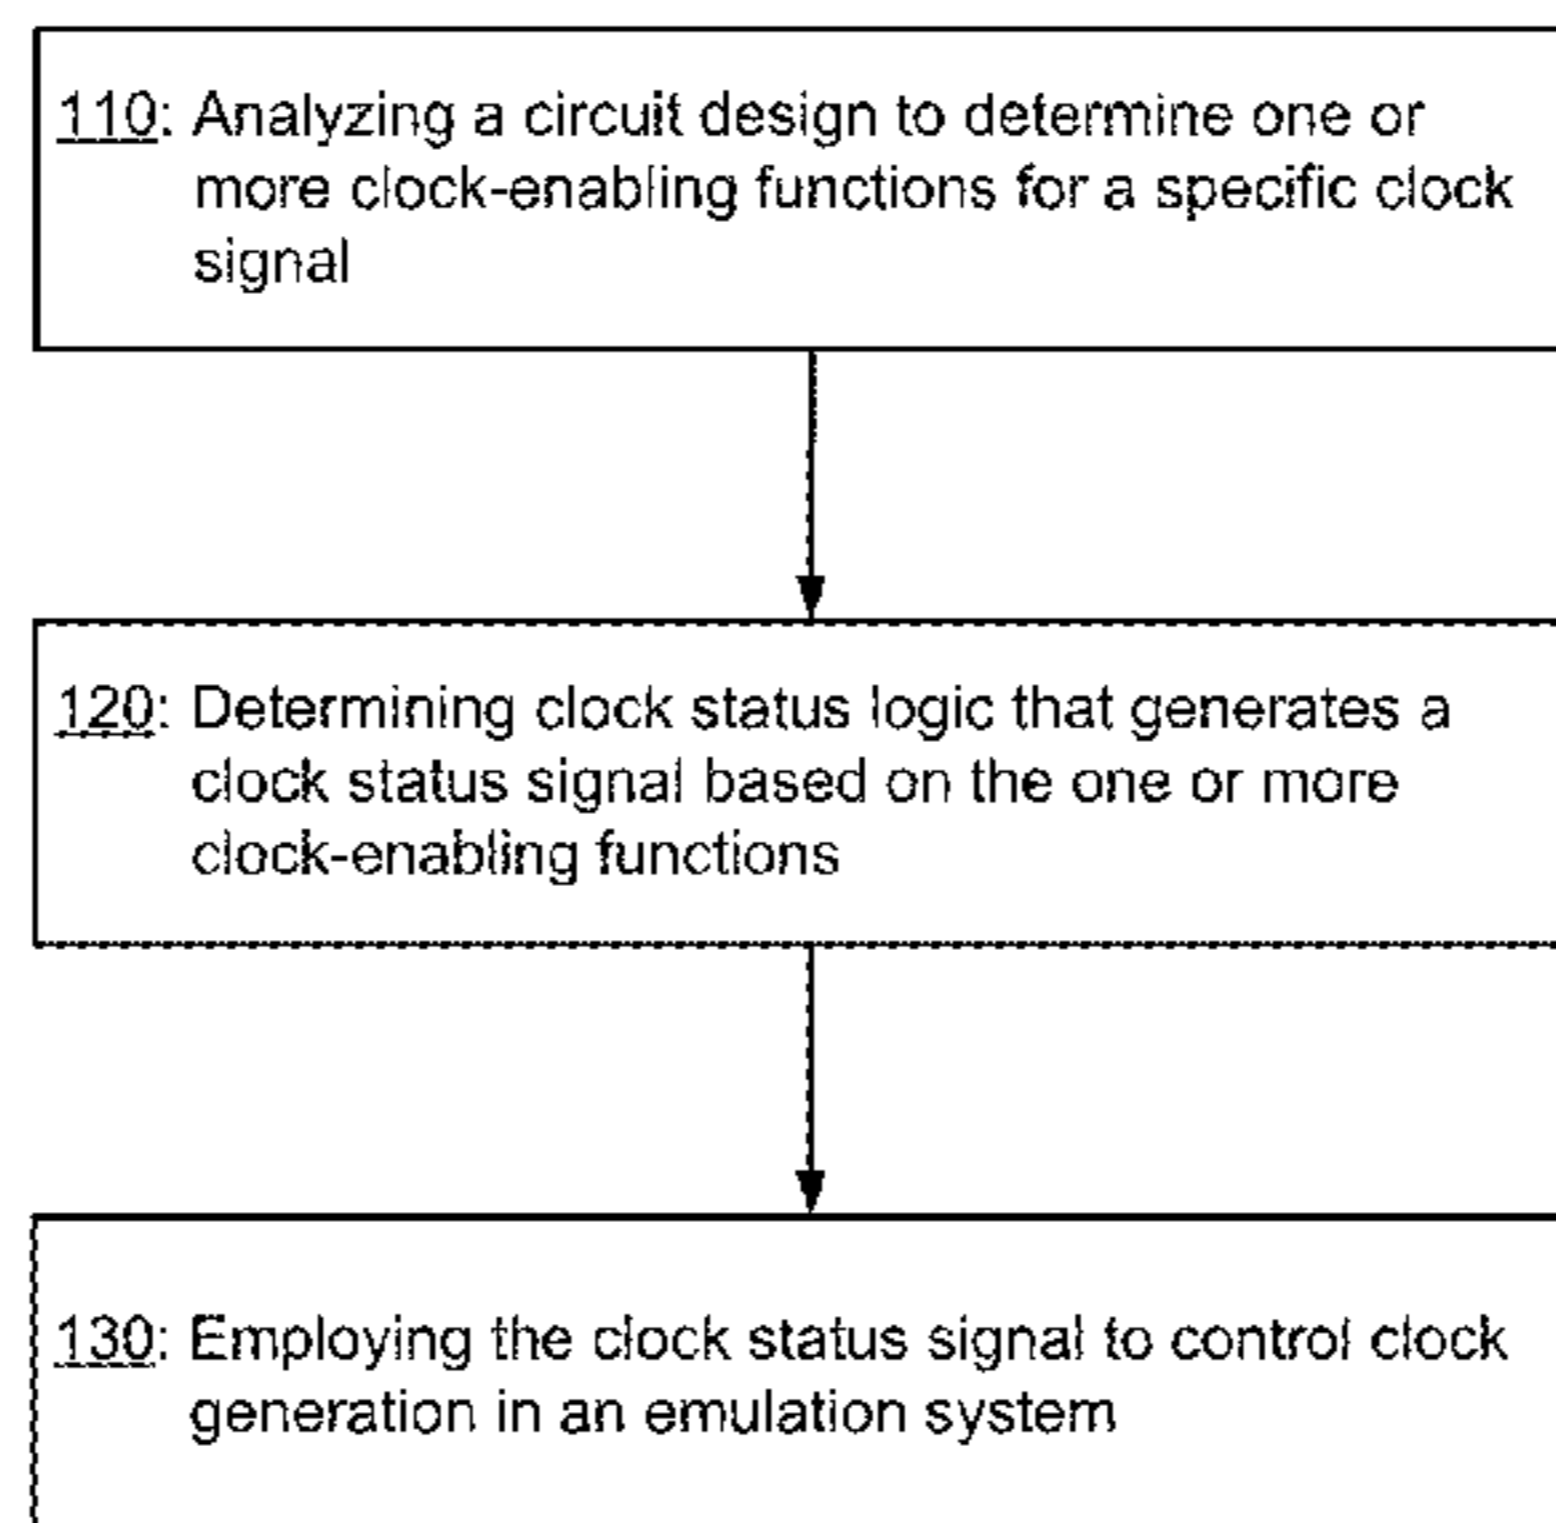 110: Analyzing a circuit design to determine one or
more clock-enabling functions for a specific clock
signal
120: Determining clock status logic that generates a
clock status signal based on the one or more
clock-enabling functions
130: Employing the clock status signal to control clock
generation in an emulation system